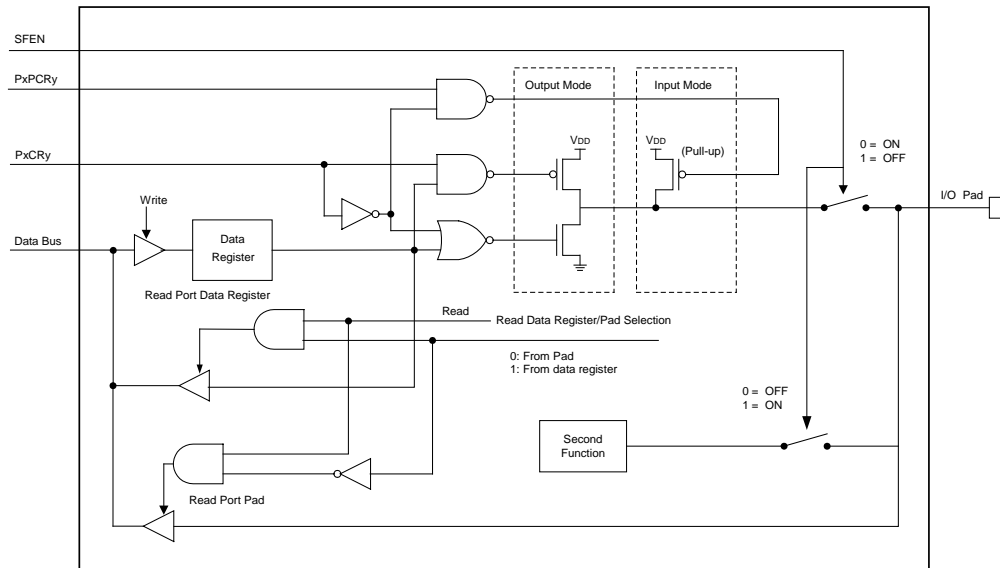 SFEN
PxPCRy
Output Mode
Input Mode
VDD
VDD
(Pull-up)
0 = ON
1 = OFF
PxCRy
I/O Pad
Write
Data Bus
Data
Register
Read Port Data Register
Read
Read Data Register/Pad Selection
0: From Pad
1: From data register
0 = OFF
1 = ON
Second
Function
Read Port Pad